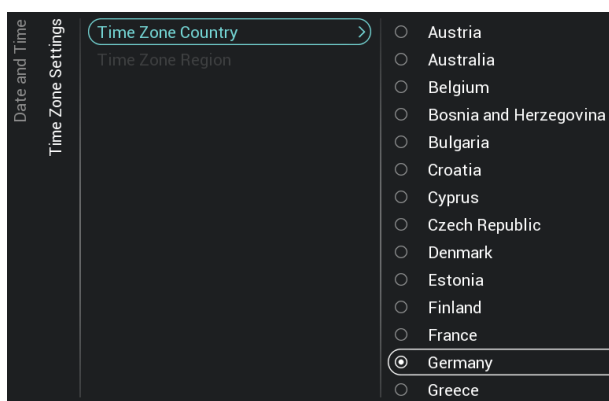 Date and Time
Time Zone Settings
Time Zone Country
Time Zone Region
Austria
Australia
Belgium
Bosnia and Herzegovina
Bulgaria
Croatia
Cyprus
Czech Republic
Denmark
Estonia
Finland
France
Germany
Greece